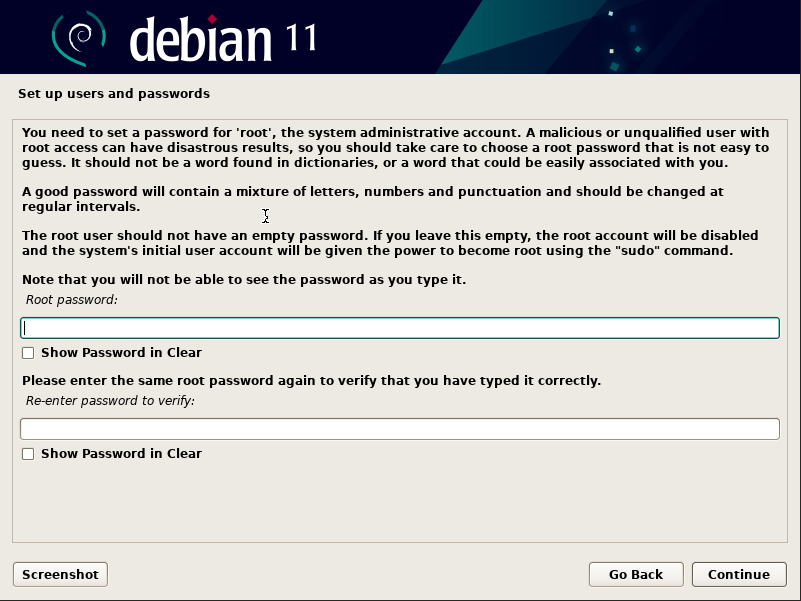 debian 11
Set up users and passwords
You need to set a password for 'root', the system administrative account. A malicious or unqualified user with
root access can have disastrous results, so you should take care to choose a root password that is not easy to
guess. It should not be a word found in dictionaries, or a word that could be easily associated with you.
A good password will contain a mixture of letters, numbers and punctuation and should be changed at
regular intervals.
The root user should not have an empty password. If you leave this empty, the root account will be disabled
and the system's initial user account will be given the power to become root using the "sudo" command.
Note that you will not be able to see the password as you type it.
Root password:
Show Password in Clear
Please enter the same root password again to verify that you have typed it correctly.
Re-enter password to verify:
Show Password in Clear
Screenshot Go Back Continue